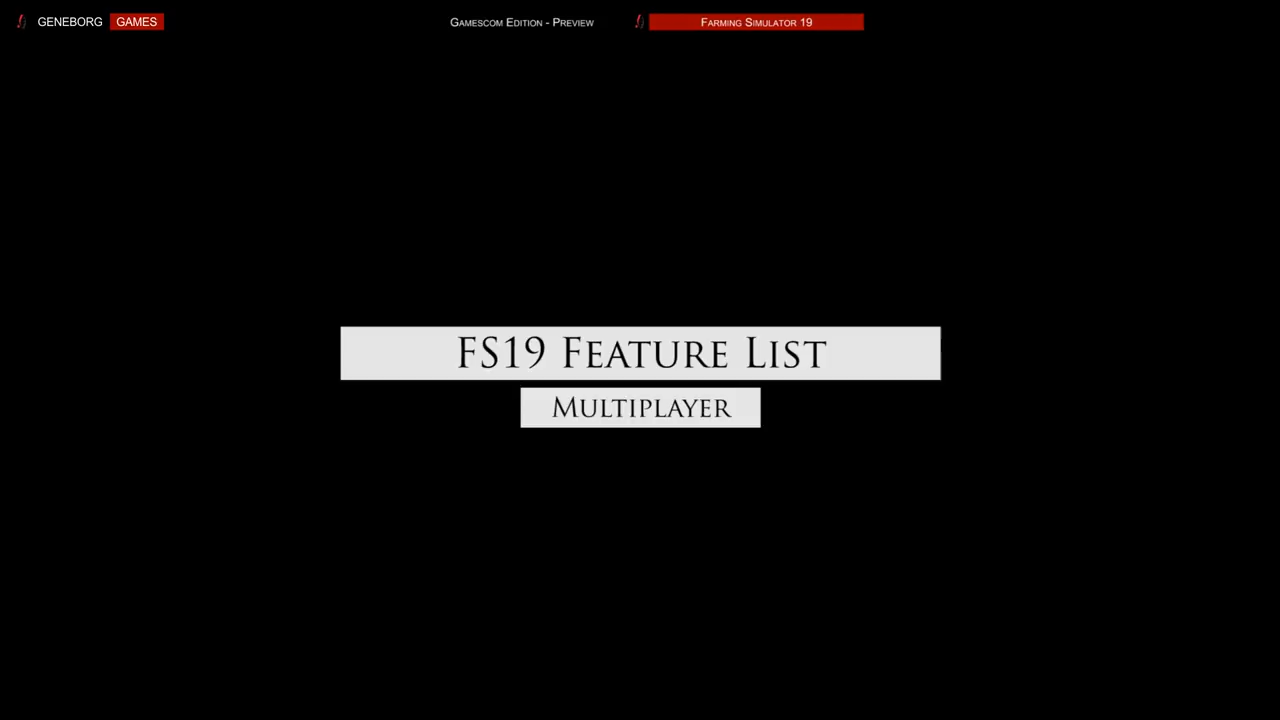 GENEBORG GAMES Gamescom Edition - Preview Farming Simulator 19
FS19 Feature List
Multiplayer